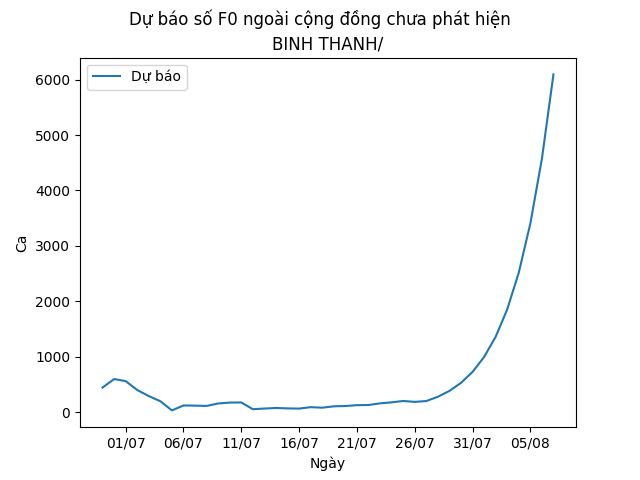 Dự báo số F0 ngoài cộng đồng chưa phát hiện
BINH THANH/
Dự báo
6000
5000
4000
3000
2000
1000
0
Ca
01/07 06/07 11/07 16/07 21/07 26/07 31/07 05/08
Ngày